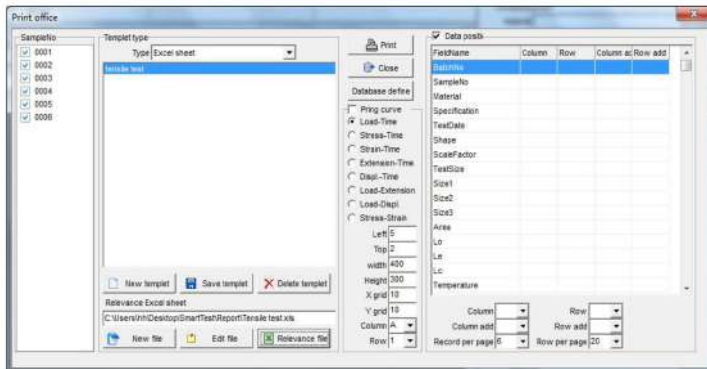 Print office
SampleNo
0001
0002
0003
0004
0005
0006
Templet type
Type Excel sheet
tensile test
New templet
Save templet
Delete templet
Relevance Excel sheet
C:\Users\hh\Desktop\SmartTest\Report\Tensile test.xls
New file
Edit file
Relevance file
Print
Close
Database define
Pring curve
Load-Time
Stress-Time
Strain-Time
Extension-Time
Displ.-Time
Load-Extension
Load-Displ.
Stress-Strain
Left 5
Top 2
width 400
Height 300
X grid 10
Y grid 10
Column A
Row 1
Data positi
FieldName Column Row Column ac Row add
BatchNo
SampleNo
Material
Specification
TestDate
Shape
ScaleFactor
TestSize
Size1
Size2
Size3
Area
Lo
Le
Lc
Temperature
Column Row
Column add Row add
Record per page 6 Row per page 20